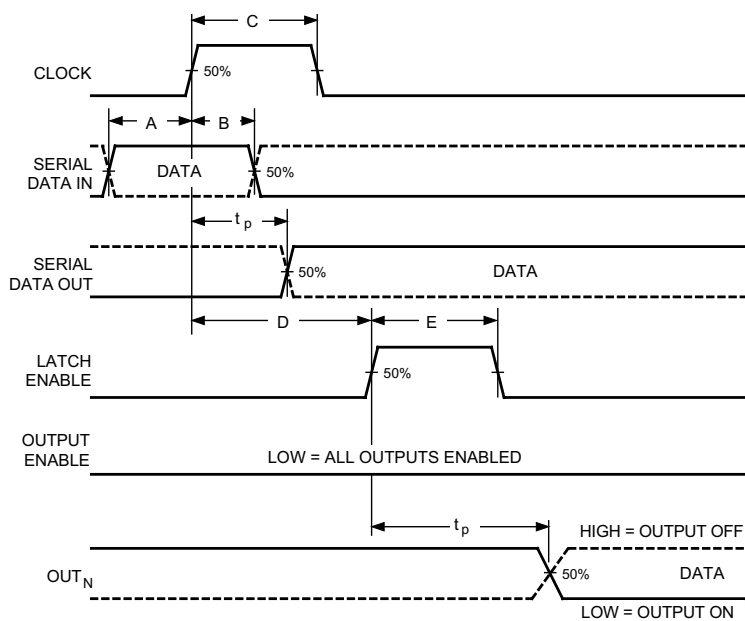 C
CLOCK
50%
A
B
SERIAL
DATA IN
DATA
50%
t p
SERIAL
DATA OUT
50%
DATA
D
E
LATCH
ENABLE
50%
OUTPUT
ENABLE
LOW = ALL OUTPUTS ENABLED
t p
HIGH = OUTPUT OFF
OUT N
50%
DATA
LOW = OUTPUT ON